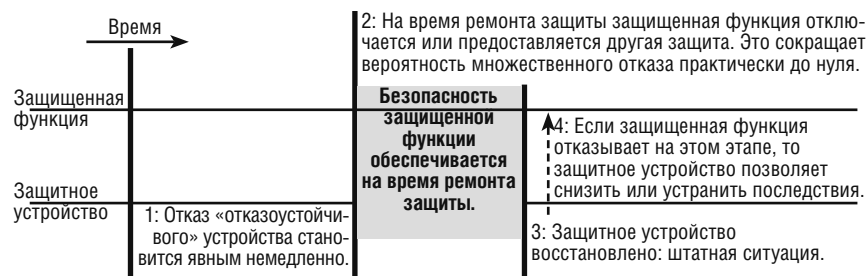 Время
2: На время ремонта защиты защищенная функция отклю-
чается или предоставляется другая защита. Это сокращает
вероятность множественного отказа практически до нуля.
Защищенная
функция
Безопасность
защищенной
функции
обеспечивается
на время ремонта
защиты.
4: Если защищенная функция
отказывает на этом этапе, то
защитное устройство позволяет
снизить или устранить последствия.
Защитное
устройство
1: Отказ «отказоустойчи-
вого» устройства стано-
вится явным немедленно.
3: Защитное устройство
восстановлено: штатная ситуация.